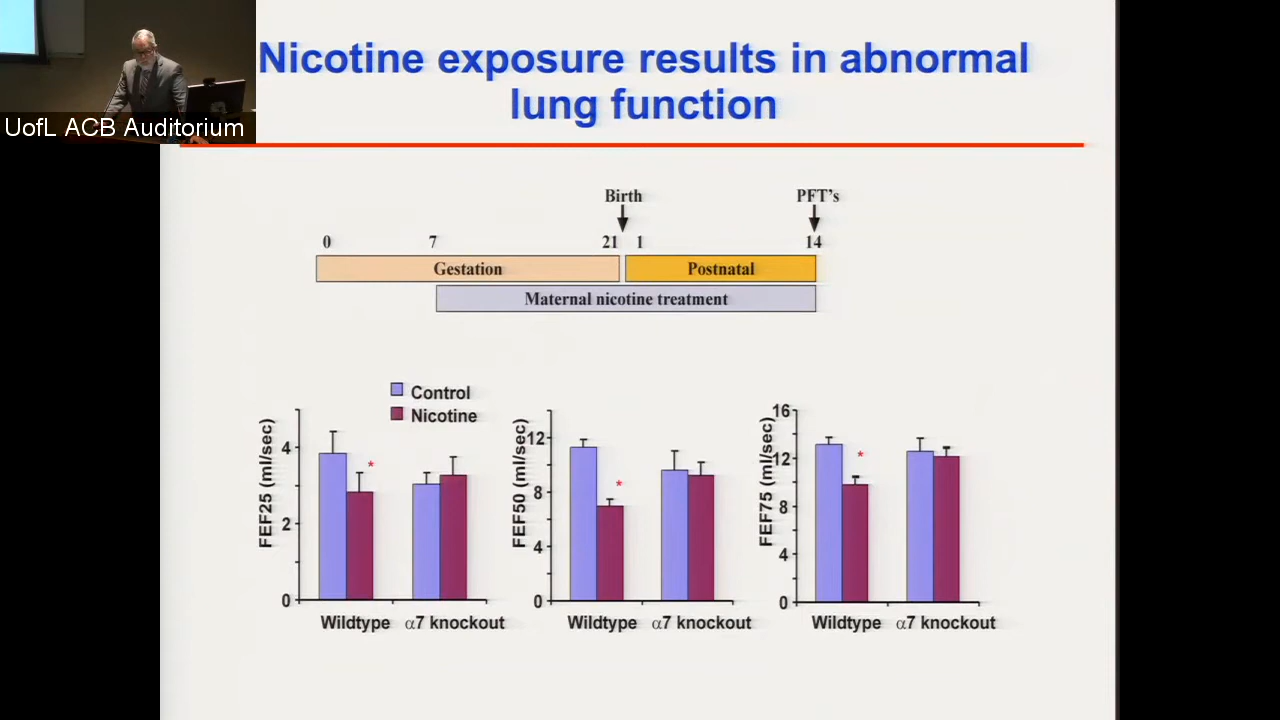 Nicotine exposure results in abnormal
lung function
UofL ACB Auditorium
Birth
PFT's
0
7
21
1
14
Gestation
Postnatal
Maternal nicotine treatment
Control
Nicotine
FEF25 (ml/sec)
4
2
0
Wildtype
α7 knockout
FEF50 (ml/sec)
12
8
4
0
*
Wildtype
α7 knockout
FEF75 (ml/sec)
16
12
8
4
0
*
Wildtype
α7 knockout
*